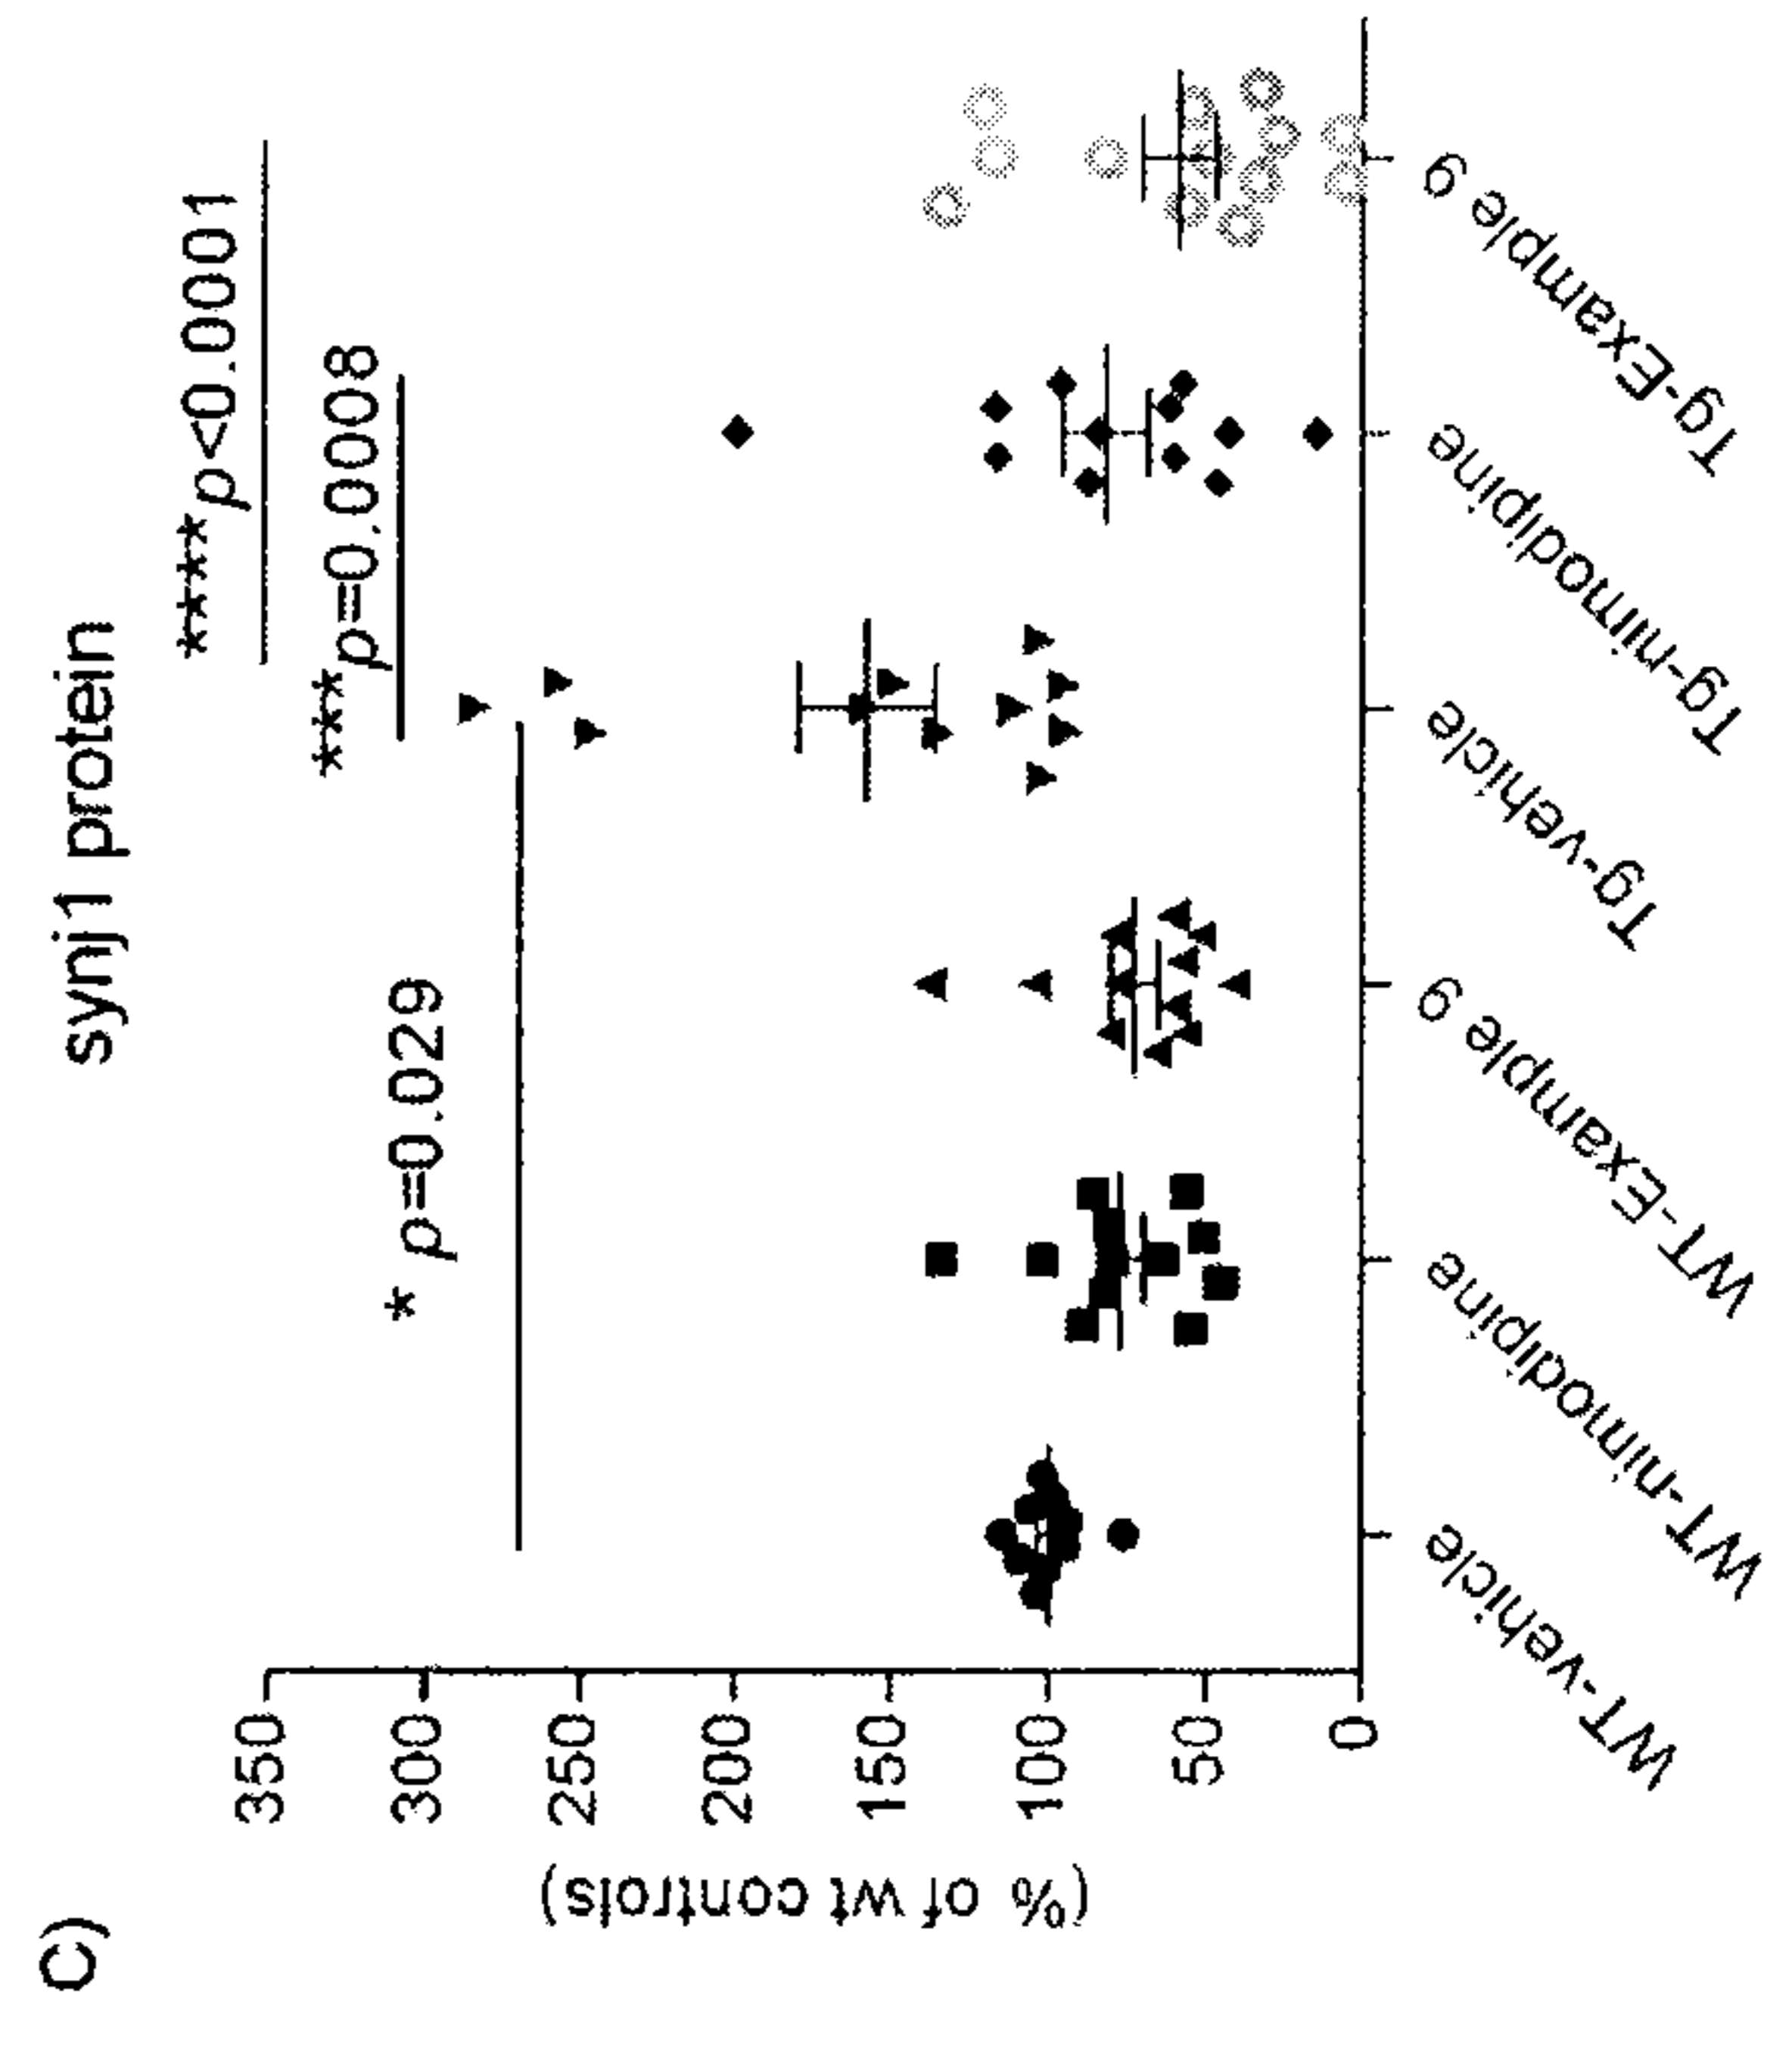 C)
synj1 protein
****p<0.0001
***p=0.0008
* p=0.029
(% of wt controls)
350
300
250
200
150
100
50
0
WT-vehicle
WT-nimodipine
WT-Example 9
Tg-vehicle
Tg-nimodipine
Tg-Example 9